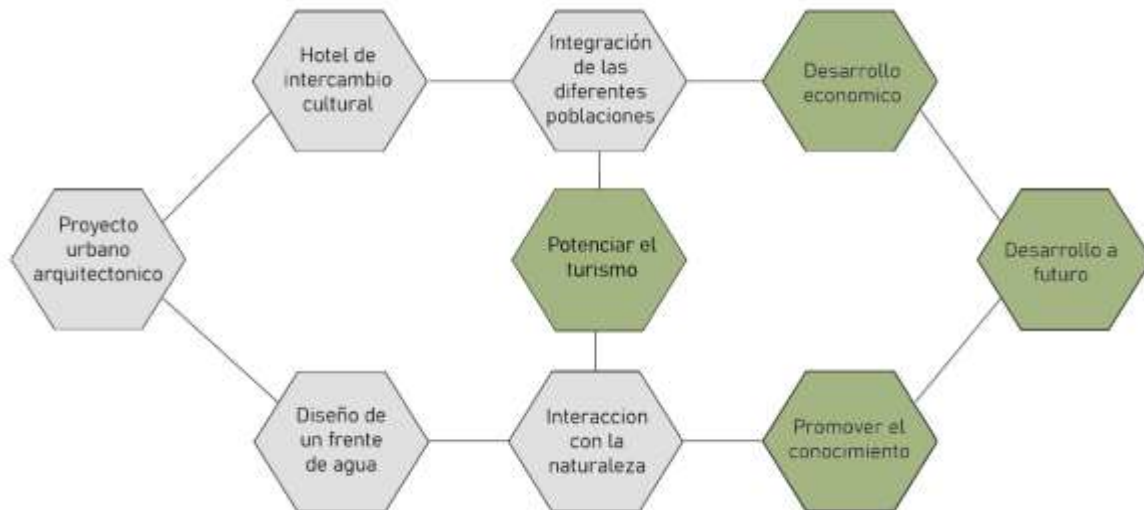 Hotel de
intercambio
cultural
Integración
de las
diferentes
poblaciones
Desarrollo
economico
Proyecto
urbano
arquitectonico
Potenciar el
turismo
Desarrollo a
futuro
Diseño de
un frente
de agua
Interaccion
con la
naturaleza
Promover el
conocimiento